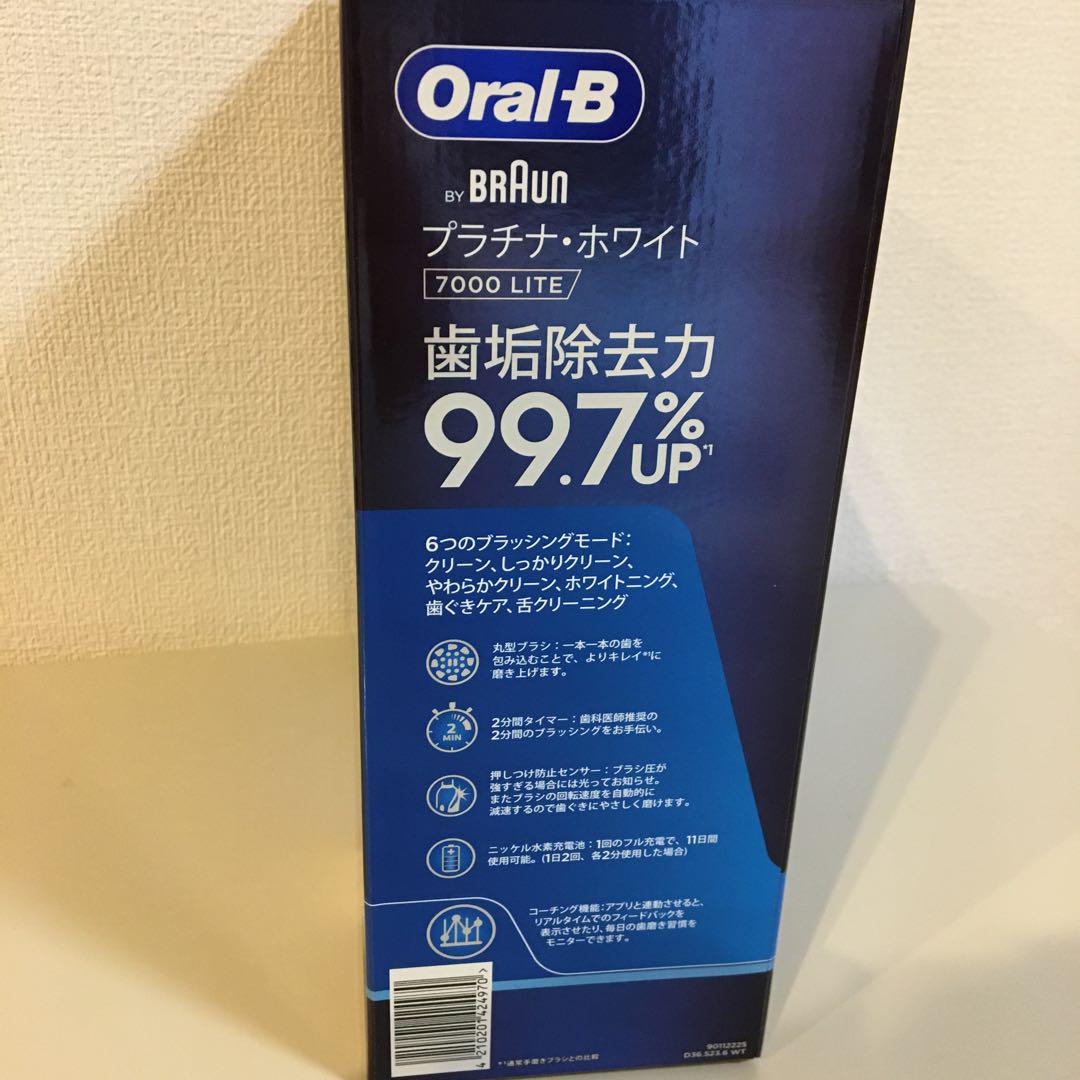 Oral-B
BY BRAUN
プラチナ・ホワイト
7000 LITE
歯垢除去力
99.7%UP*1
6つのブラッシングモード:
クリーン、しっかりクリーン、
やわらかクリーン、ホワイトニング、
歯ぐきケア、舌クリーニング
丸型ブラシ:一本一本の歯を
包み込むことで、よりキレイ*1に
磨き上げます。
2
MIN
2分間タイマー:歯科医師推奨の
2分間のブラッシングをお手伝い。
押しつけ防止センサー:ブラシ圧が
強すぎる場合には光ってお知らせ。
またブラシの回転速度を自動的に
減速するので歯ぐきにやさしく磨けます。
ニッケル水素充電池:1回のフル充電で、11日間
使用可能。(1日2回、各2分使用した場合)
コーチング機能:アプリと連動させると、
リアルタイムでのフィードバックを
表示させたり、毎日の歯磨き習慣を
モニターできます。
4 210201 424970 >
*1通常手磨きブラシとの比較
90112225
D36.523.6 WT